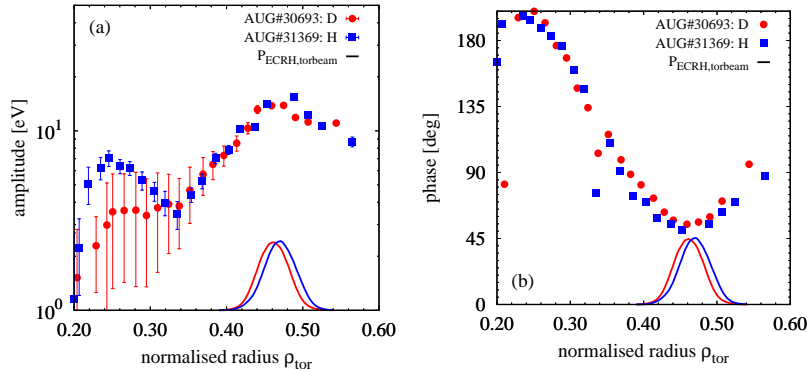 (a)
AUG#30693: D
AUG#31369: H
P_ECRH,torbeam
amplitude [eV]
10^1
10^0
0.20 0.30 0.40 0.50 0.60
normalised radius ρ_tor
AUG#30693: D
AUG#31369: H
P_ECRH,torbeam
phase [deg]
180
135
90
45
0
(b)
0.20 0.30 0.40 0.50 0.60
normalised radius ρ_tor